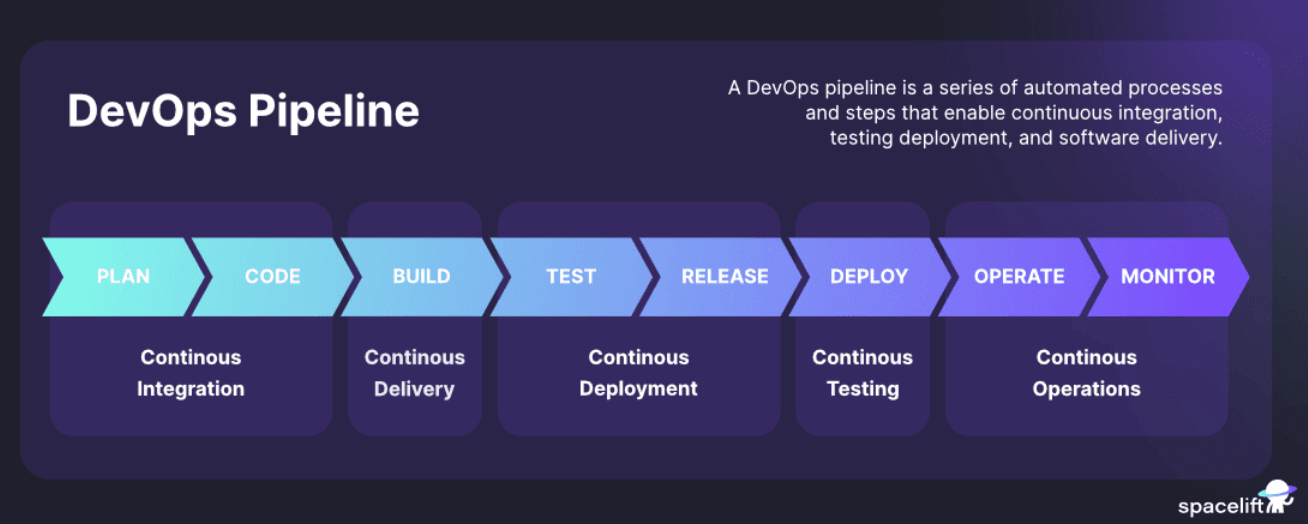 DevOps Pipeline
A DevOps pipeline is a series of automated processes
and steps that enable continuous integration,
testing deployment, and software delivery.
PLAN
CODE
BUILD
TEST
RELEASE
DEPLOY
OPERATE
MONITOR
Continous
Integration
Continous
Delivery
Continous
Deployment
Continous
Testing
Continous
Operations
spacelift